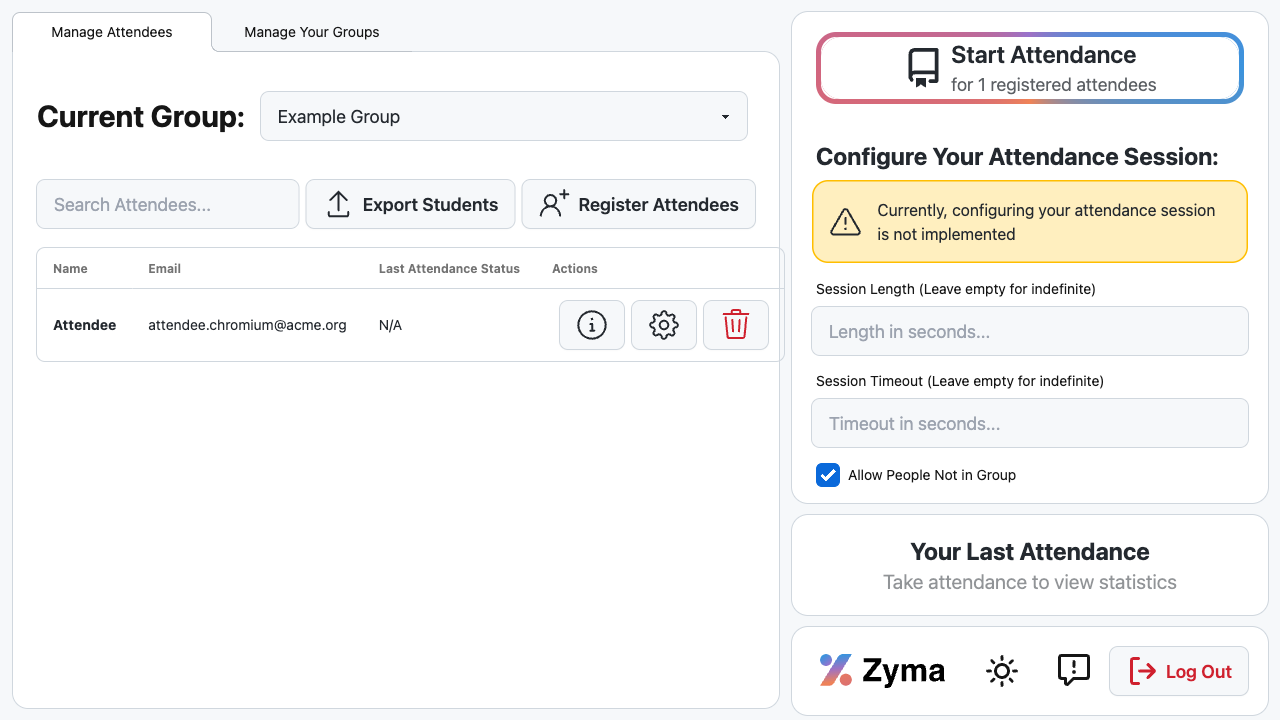 Manage Attendees
Manage Your Groups
Current Group:
Example Group
Search Attendees...
Export Students
Register Attendees
Name
Email
Last Attendance Status
Actions
Attendee
attendee.chromium@acme.org
N/A
Start Attendance
for 1 registered attendees
Configure Your Attendance Session:
Currently, configuring your attendance session
is not implemented
Session Length (Leave empty for indefinite)
Length in seconds...
Session Timeout (Leave empty for indefinite)
Timeout in seconds...
Allow People Not in Group
Your Last Attendance
Take attendance to view statistics
Zyma
Log Out